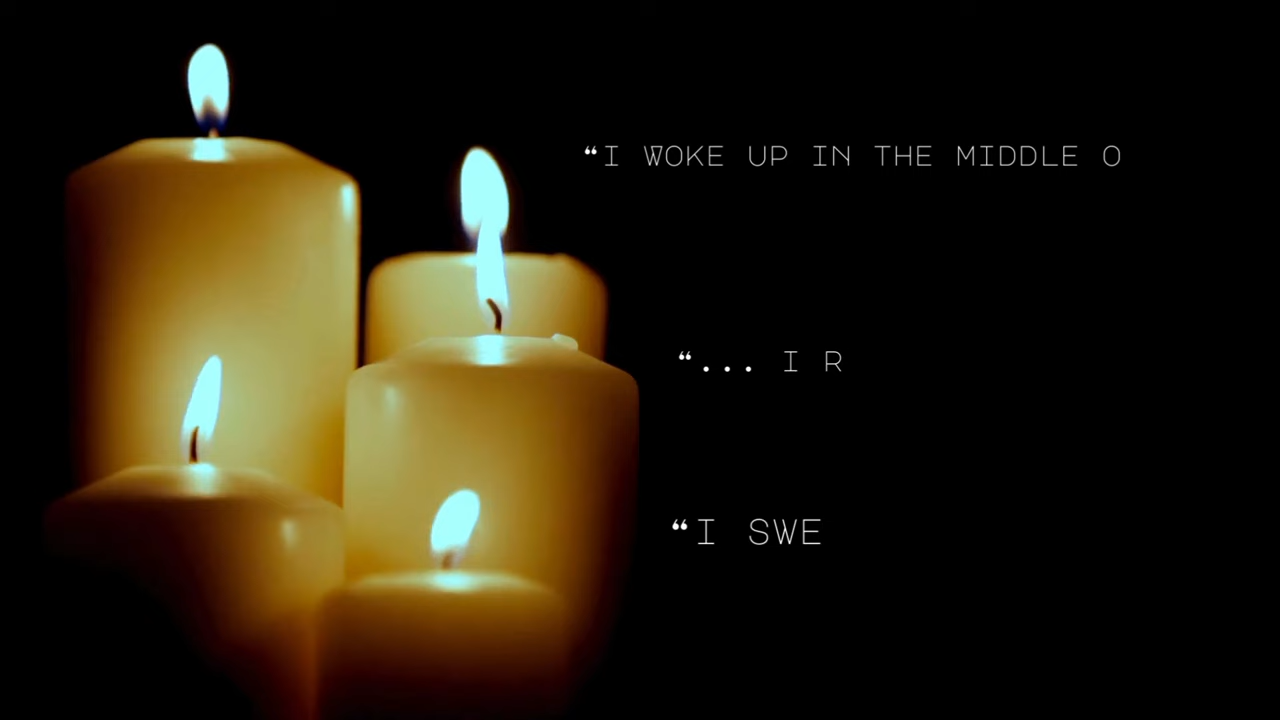 “I WOKE UP IN THE MIDDLE O
“... I R
“I SWE